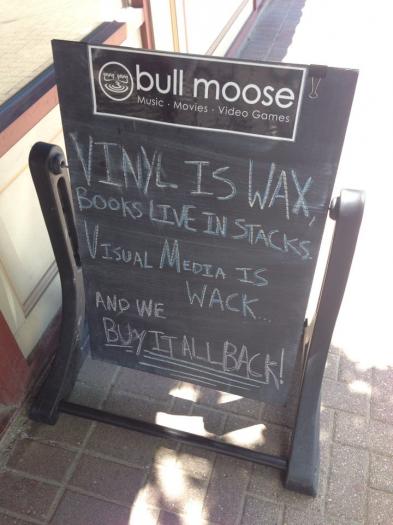 bull moose
Music · Movies · Video Games
VINYL IS WAX,
BOOKS LIVE IN STACKS.
VISUAL MEDIA IS
WACK...
AND WE
BUY IT ALL BACK!